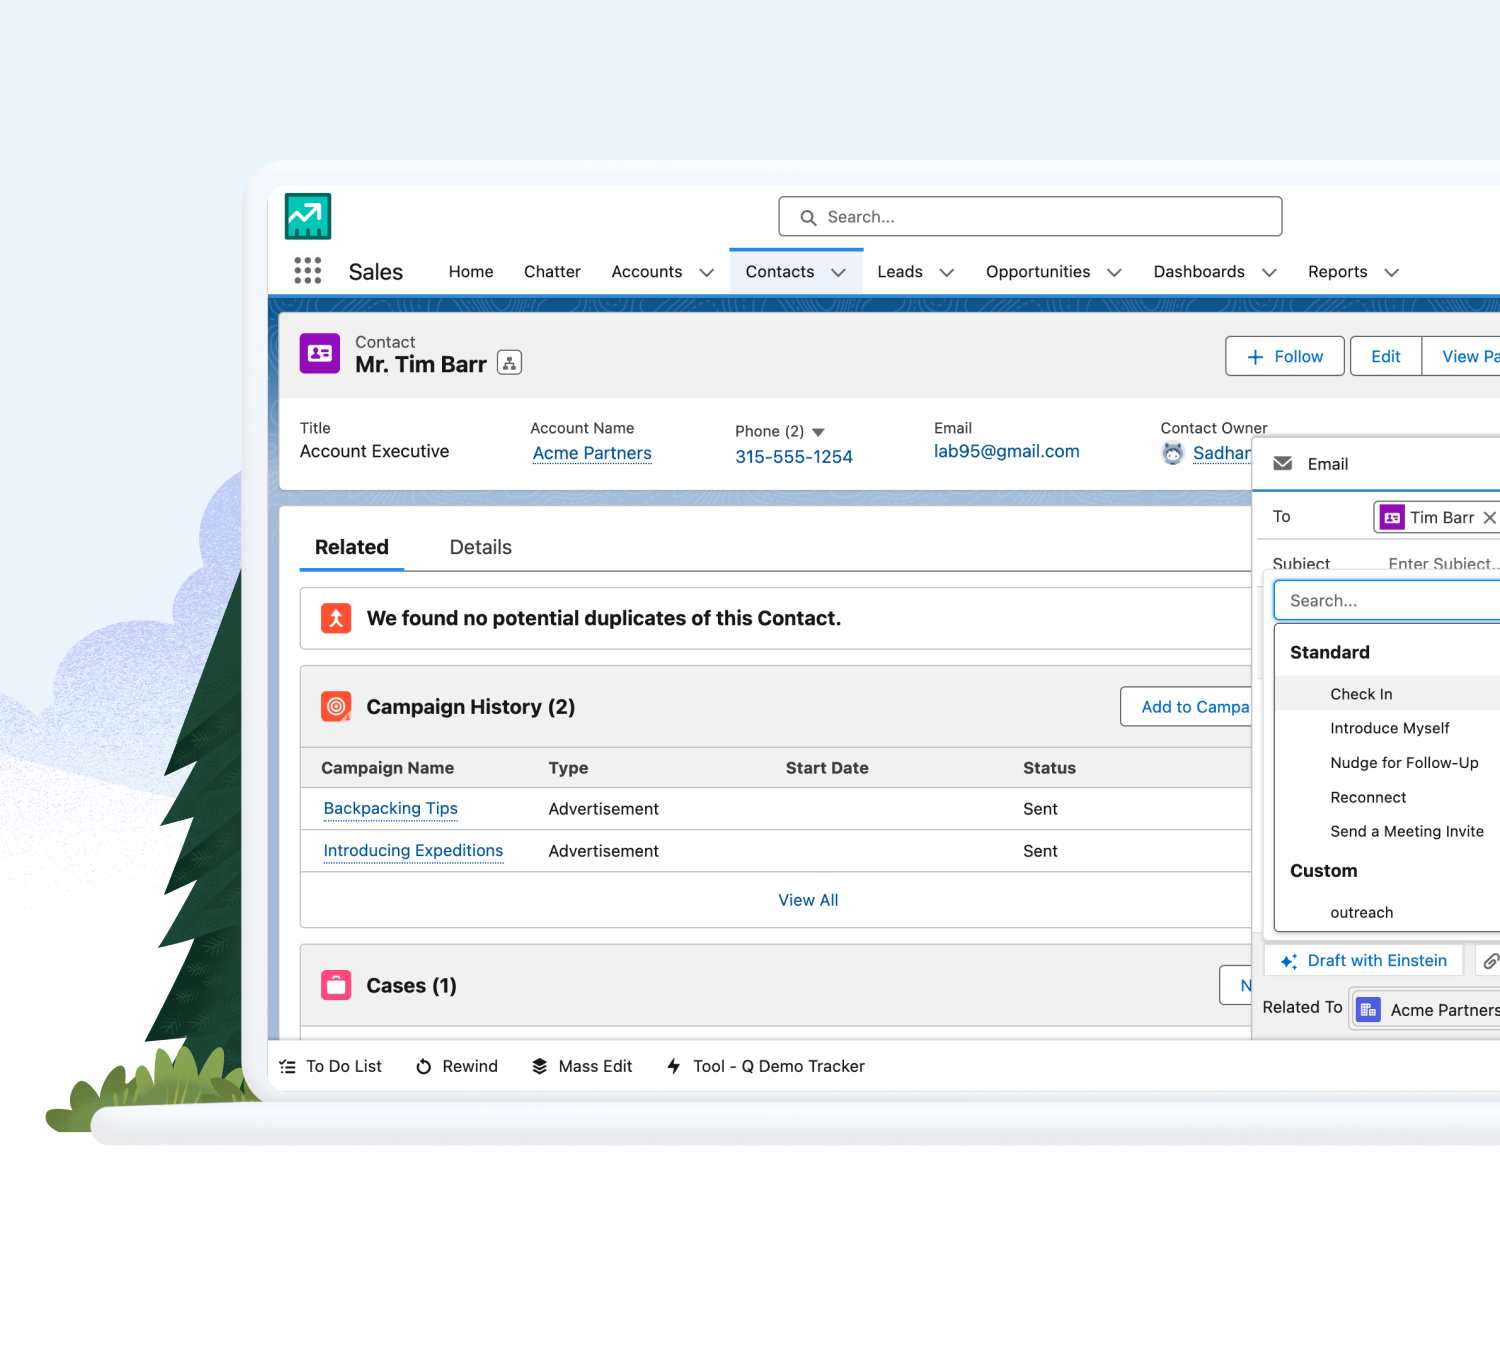 Search...
Sales Home Chatter Accounts Contacts Leads Opportunities Dashboards Reports
Contact
Mr. Tim Barr
Follow Edit View Pa
Title Account Name Phone (2) Email Contact Owner
Account Executive Acme Partners 315-555-1254 lab95@gmail.com Sadhan
Related Details
We found no potential duplicates of this Contact.
Campaign History (2) Add to Campa
Campaign Name Type Start Date Status
Backpacking Tips Advertisement Sent
Introducing Expeditions Advertisement Sent
View All
Cases (1) N
Email
To Tim Barr
Subject Enter Subject...
Search...
Standard
Check In
Introduce Myself
Nudge for Follow-Up
Reconnect
Send a Meeting Invite
Custom
outreach
Draft with Einstein
Related To Acme Partners
To Do List Rewind Mass Edit Tool - Q Demo Tracker